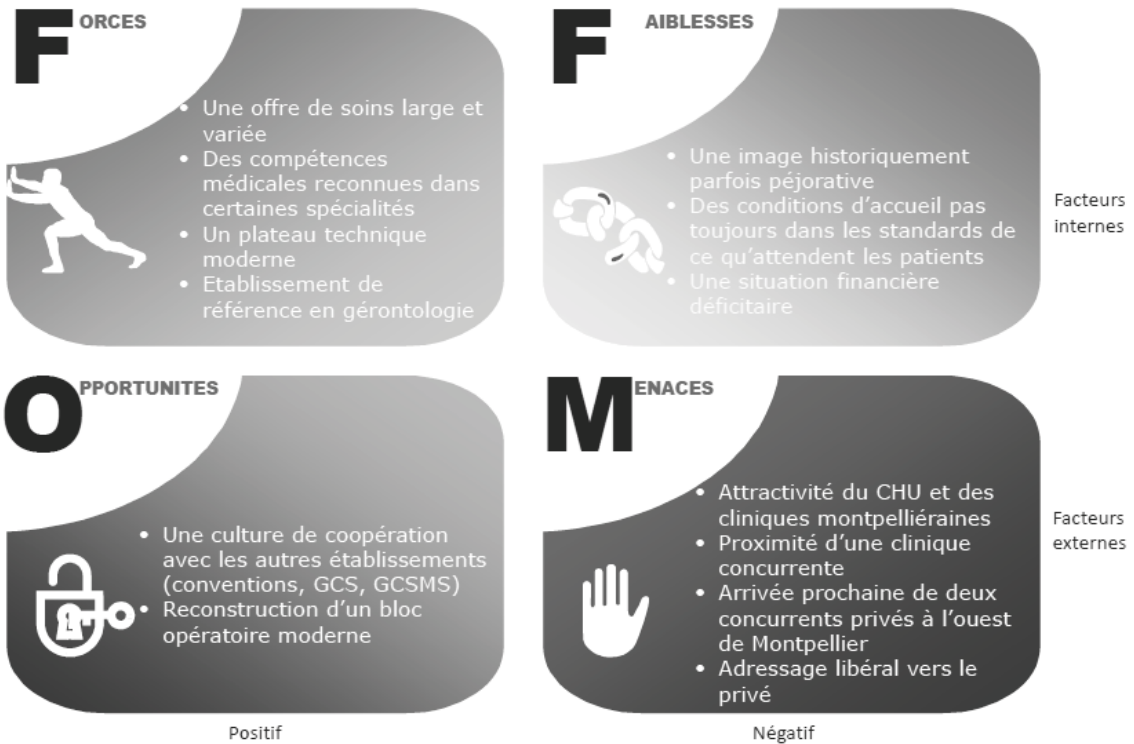 FORCES
• Une offre de soins large et
variée
• Des compétences
médicales reconnues dans
certaines spécialités
• Un plateau technique
moderne
• Etablissement de
référence en gérontologie
FAIBLESSES
• Une image historiquement
parfois péjorative
• Des conditions d’accueil pas
toujours dans les standards de
ce qu’attendent les patients
• Une situation financière
déficitaire
Facteurs
internes
OPPORTUNITES
• Une culture de coopération
avec les autres établissements
(conventions, GCS, GCSMS)
• Reconstruction d’un bloc
opératoire moderne
MENACES
• Attractivité du CHU et des
cliniques montpelliéraines
• Proximité d’une clinique
concurrente
• Arrivée prochaine de deux
concurrents privés à l’ouest
de Montpellier
• Adressage libéral vers le
privé
Facteurs
externes
Positif
Négatif